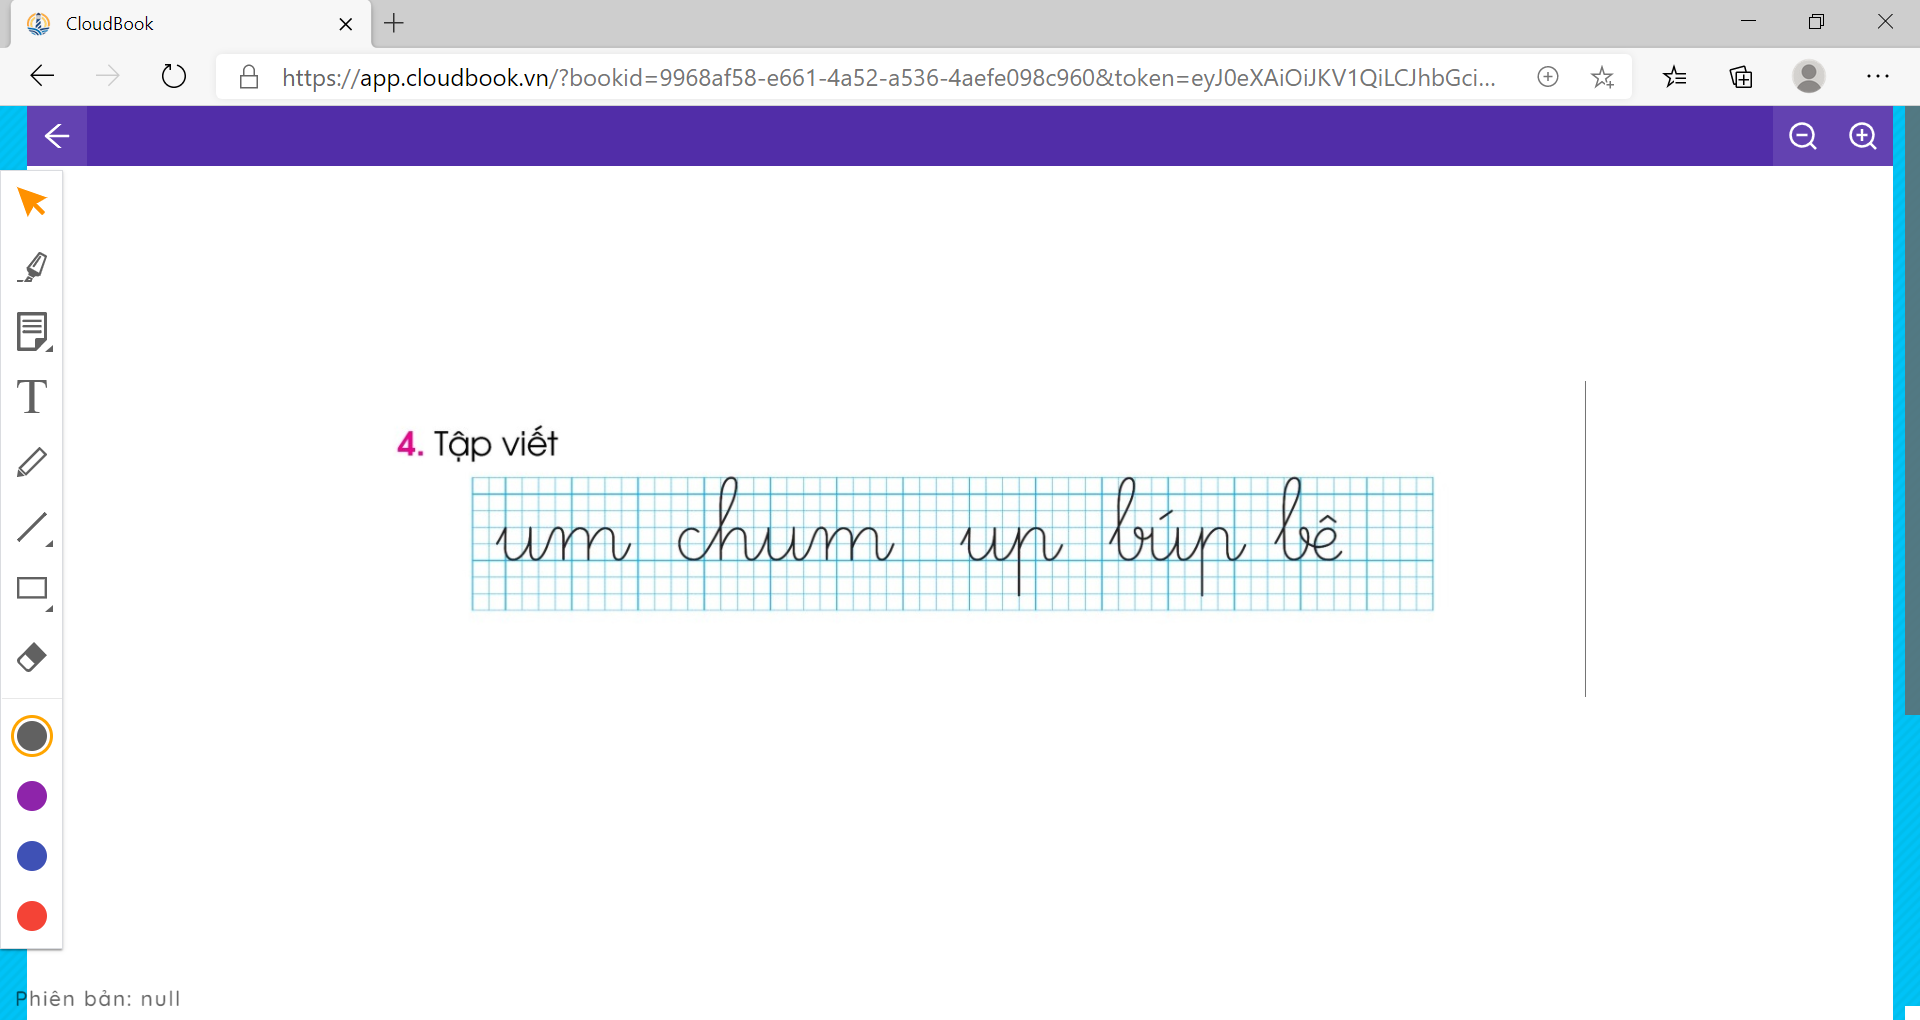 CloudBook
https://app.cloudbook.vn/?bookid=9968af58-e661-4a52-a536-4aefe098c960&token=eyJ0eXAiOiJKV1QiLCJhbGci...
T
4. Tập viết
um chum up búp bê
Phiên bản: null